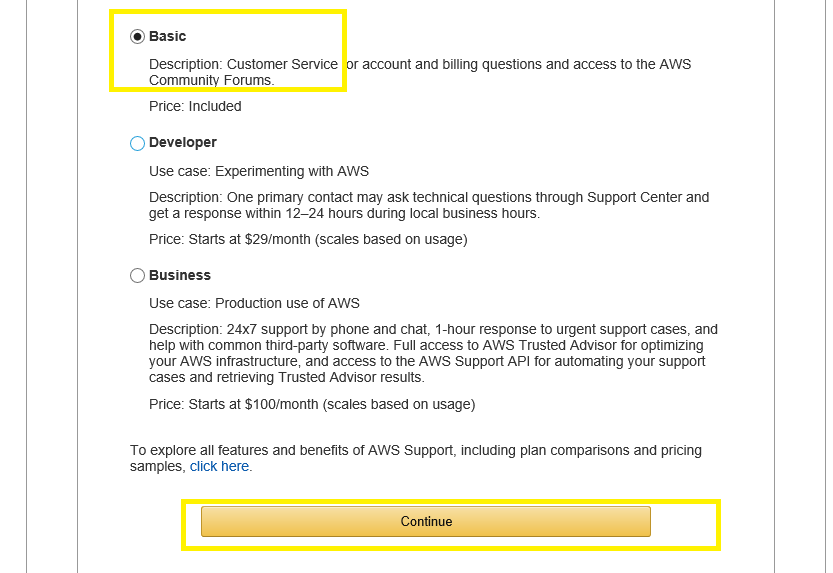 Basic
Description: Customer Service for account and billing questions and access to the AWS
Community Forums.
Price: Included
Developer
Use case: Experimenting with AWS
Description: One primary contact may ask technical questions through Support Center and
get a response within 12–24 hours during local business hours.
Price: Starts at $29/month (scales based on usage)
Business
Use case: Production use of AWS
Description: 24x7 support by phone and chat, 1-hour response to urgent support cases, and
help with common third-party software. Full access to AWS Trusted Advisor for optimizing
your AWS infrastructure, and access to the AWS Support API for automating your support
cases and retrieving Trusted Advisor results.
Price: Starts at $100/month (scales based on usage)
To explore all features and benefits of AWS Support, including plan comparisons and pricing
samples, click here.
Continue